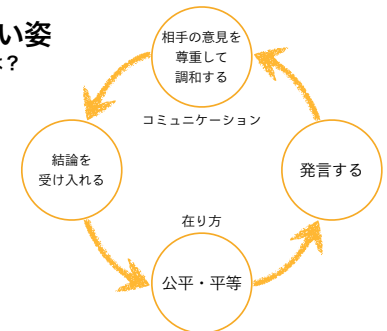 い姿
は？
相手の意見を
尊重して
調和する
コミュニケーション
結論を
受け入れる
発言する
在り方
公平・平等